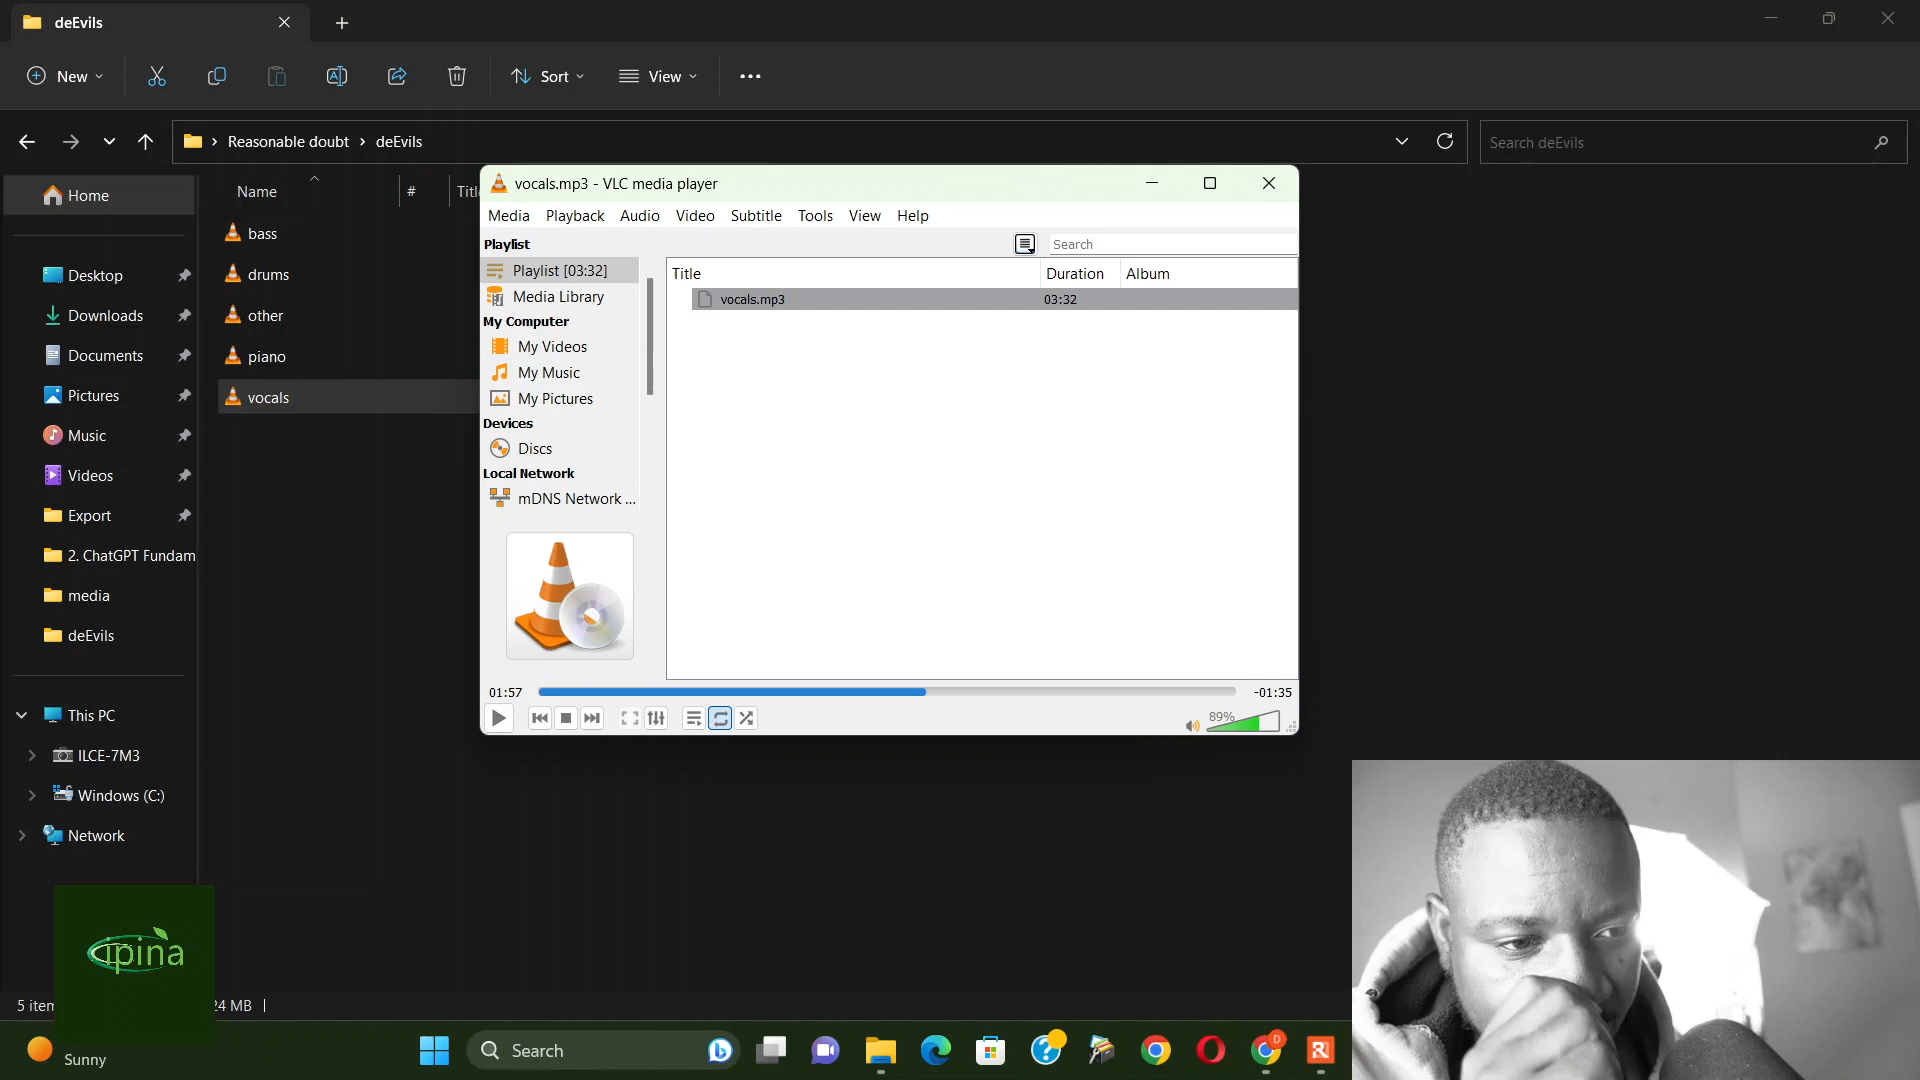 deEvils
New
Sort
View
Reasonable doubt > deEvils
Search deEvils
Home
Desktop
Downloads
Documents
Pictures
Music
Videos
Export
2. ChatGPT Fundam
media
deEvils
This PC
ILCE-7M3
Windows (C:)
Network
Name
#
bass
drums
other
piano
vocals
vocals.mp3 - VLC media player
Media Playback Audio Video Subtitle Tools View Help
Playlist
Search
Playlist [03:32]
Media Library
My Computer
My Videos
My Music
My Pictures
Devices
Discs
Local Network
mDNS Network ...
Title Duration Album
vocals.mp3 03:32
01:57
-01:35
89%
ipina
24 MB
Sunny
Search